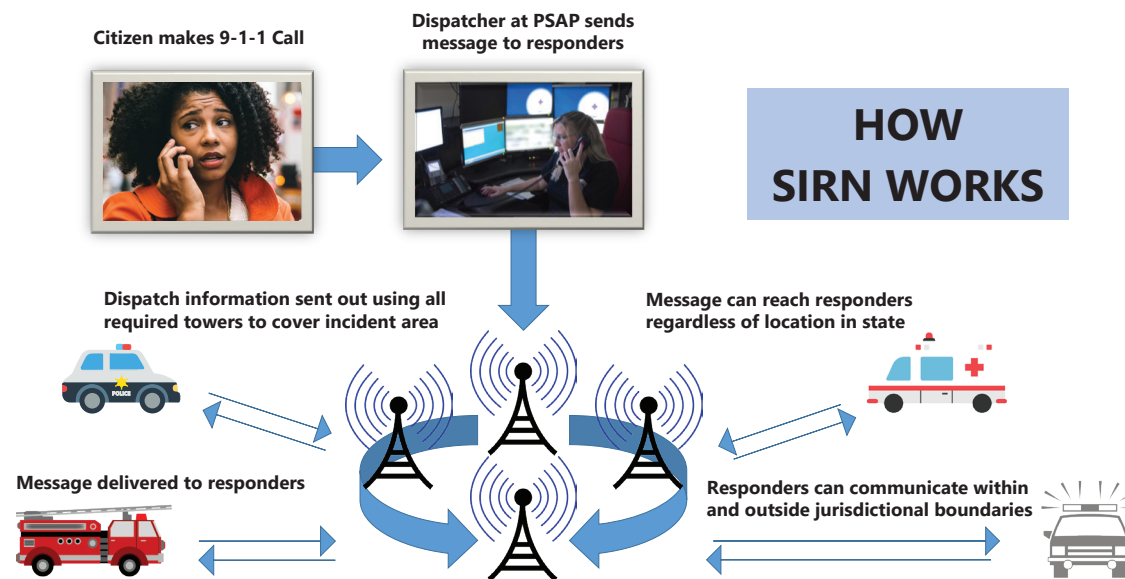 Citizen makes 9-1-1 Call
Dispatcher at PSAP sends
message to responders
HOW
SIRN WORKS
Dispatch information sent out using all
required towers to cover incident area
Message can reach responders
regardless of location in state
POLICE
Message delivered to responders
Responders can communicate within
and outside jurisdictional boundaries